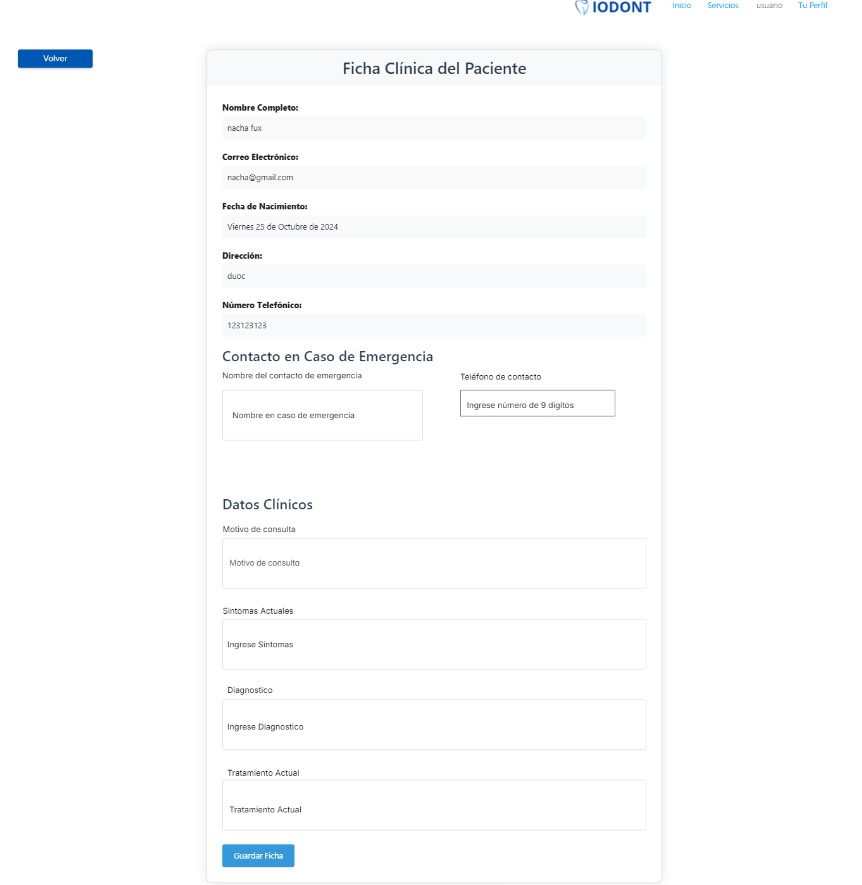 IODONT Inicio Servicios usuario Tu Perfil
Volver
Ficha Clínica del Paciente
Nombre Completo:
nacha fux
Correo Electrónico:
nacha@gmail.com
Fecha de Nacimiento:
Viernes 25 de Octubre de 2024
Dirección:
duoc
Número Telefónico:
123123123
Contacto en Caso de Emergencia
Nombre del contacto de emergencia
Teléfono de contacto
Nombre en caso de emergencia
Ingrese número de 9 digitos
Datos Clínicos
Motivo de consulta
Motivo de consulta
Sintomas Actuales
Ingrese Sintomas
Diagnostico
Ingrese Diagnostico
Tratamiento Actual
Tratamiento Actual
Guardar Ficha